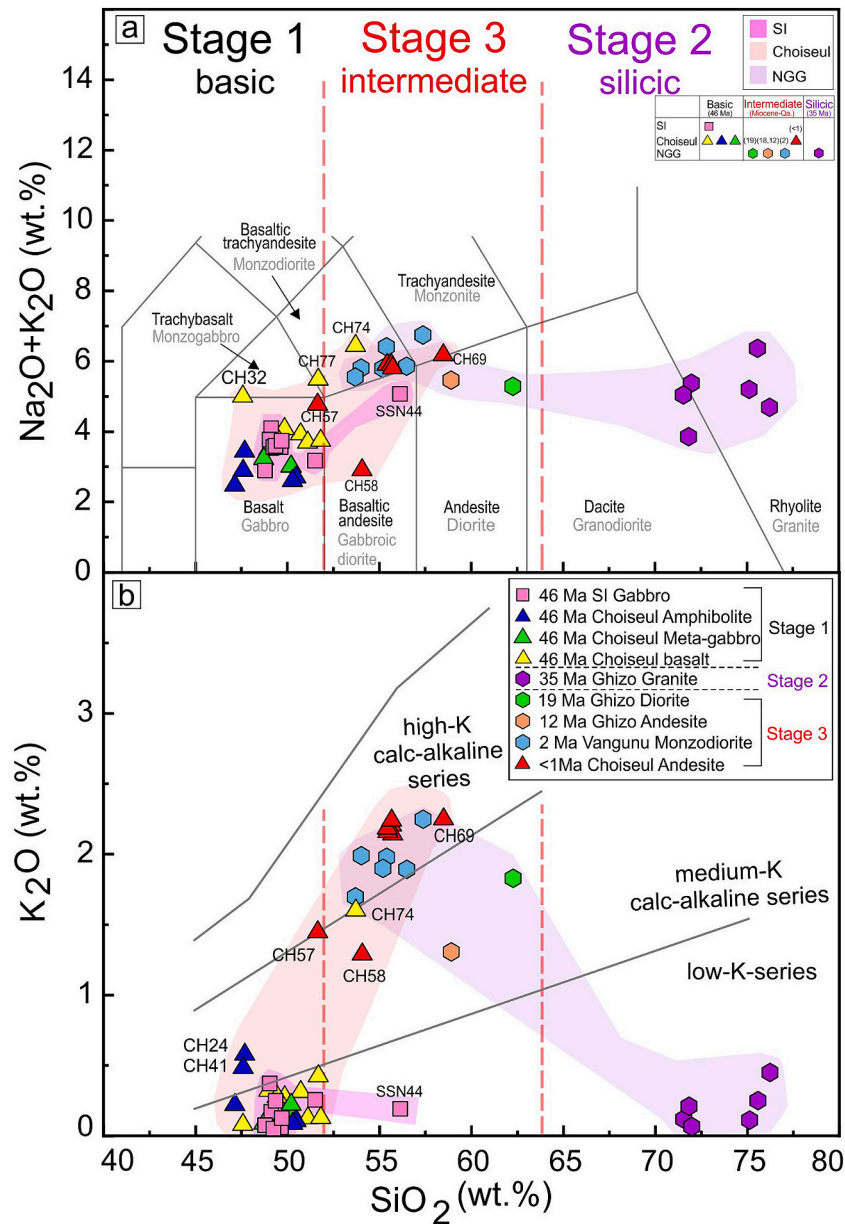 a
Stage 1
basic
Stage 3
intermediate
Stage 2
silicic
SI
Choiseul
NGG
Basic
(46 Ma)
Intermediate
(Miocene-Qa.)
Silicic
(35 Ma)
SI
Choiseul
NGG
(<1)
(19)(18,12)(2)
Na2O+K2O (wt.%)
14
12
10
8
6
4
2
0
Basaltic
trachyandesite
Monzodiorite
Trachybasalt
Monzogabbro
Trachyandesite
Monzonite
CH74
CH77
CH32
CH57
CH69
SSN44
CH58
Basalt
Gabbro
Basaltic
andesite
Gabbroic
diorite
Andesite
Diorite
Dacite
Granodiorite
Rhyolite
Granite
b
46 Ma SI Gabbro
46 Ma Choiseul Amphibolite
46 Ma Choiseul Meta-gabbro
46 Ma Choiseul basalt
Stage 1
35 Ma Ghizo Granite
Stage 2
19 Ma Ghizo Diorite
12 Ma Ghizo Andesite
2 Ma Vangunu Monzodiorite
<1Ma Choiseul Andesite
Stage 3
K2O (wt.%)
3
2
1
0
high-K
calc-alkaline
series
CH69
CH74
CH57
CH58
medium-K
calc-alkaline series
low-K-series
CH24
CH41
SSN44
40 45 50 55 60 65 70 75 80
SiO2 (wt.%)